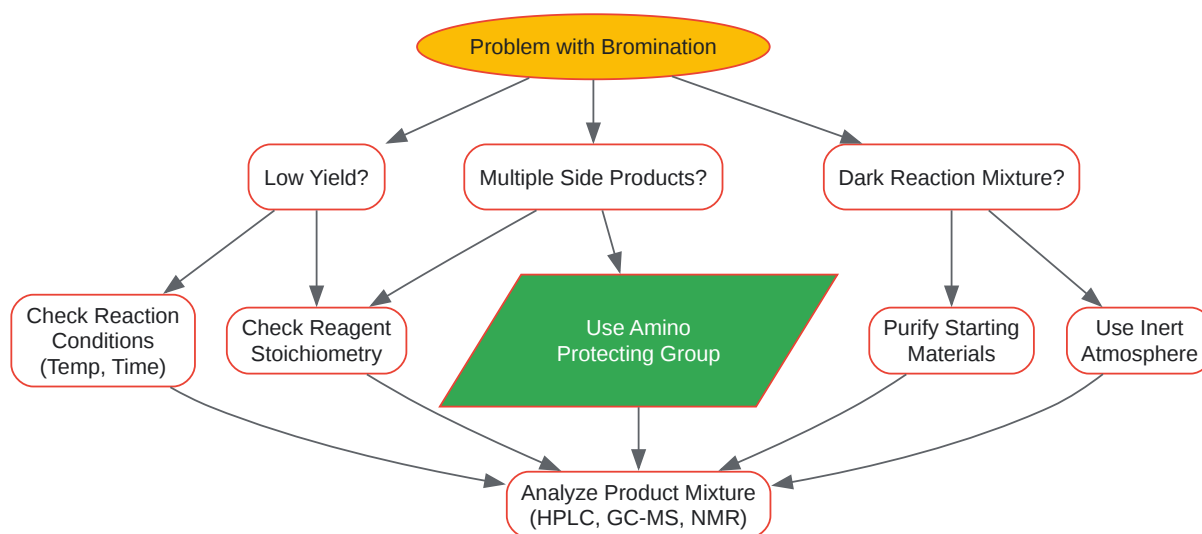 Problem with Bromination
Low Yield?
Multiple Side Products?
Dark Reaction Mixture?
Check Reaction
Conditions
(Temp, Time)
Check Reagent
Stoichiometry
Use Amino
Protecting Group
Purify Starting
Materials
Use Inert
Atmosphere
Analyze Product Mixture
(HPLC, GC-MS, NMR)